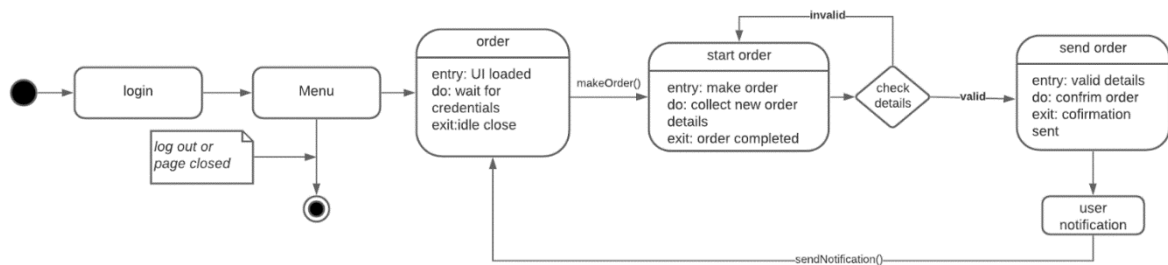 login
Menu
log out or
page closed
order
entry: UI loaded
do: wait for
credentials
exit:idle close
makeOrder()
invalid
start order
entry: make order
do: collect new order
details
exit: order completed
check
details
valid
send order
entry: valid details
do: confrim order
exit: cofirmation
sent
user
notification
sendNotification()